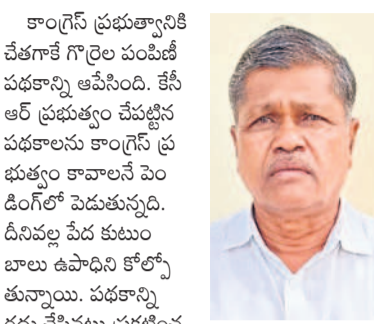 కాంగ్రెస్ ప్రభుత్వానికి
చేతగాకే గొర్రెల పంపిణీ
పథకాన్ని ఆపేసింది. కేసీ
ఆర్ ప్రభుత్వం చేపట్టిన
పథకాలను కాంగ్రెస్ ప్ర
భుత్వం కావాలనే పెం
డింగ్‌లో పెడుతున్నది.
దీనివల్ల పేద కుటుం
బాలు ఉపాధిని కోల్పో
తున్నాయి. పథకాన్ని